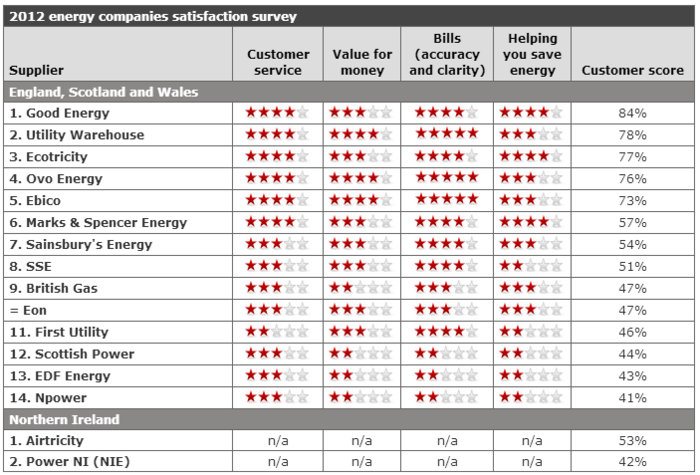 2012 energy companies satisfaction survey
Supplier Customer service Value for money Bills (accuracy and clarity) Helping you save energy Customer score
England, Scotland and Wales
1. Good Energy ★★★★☆ ★★★☆☆ ★★★★☆ ★★★★☆ 84%
2. Utility Warehouse ★★★★☆ ★★★★☆ ★★★★★ ★★★☆☆ 78%
3. Ecotricity ★★★★☆ ★★★☆☆ ★★★★☆ ★★★★☆ 77%
4. Ovo Energy ★★★★☆ ★★★★☆ ★★★★★ ★★★☆☆ 76%
5. Ebico ★★★★☆ ★★★★☆ ★★★★★ ★★★☆☆ 73%
6. Marks & Spencer Energy ★★★★☆ ★★★☆☆ ★★★★☆ ★★★★☆ 57%
7. Sainsbury's Energy ★★★☆☆ ★★★☆☆ ★★★★☆ ★★★☆☆ 54%
8. SSE ★★★☆☆ ★★★☆☆ ★★★★☆ ★★☆☆☆ 51%
9. British Gas ★★★☆☆ ★★☆☆☆ ★★★☆☆ ★★★☆☆ 47%
= Eon ★★★☆☆ ★★★☆☆ ★★★☆☆ ★★★☆☆ 47%
11. First Utility ★★☆☆☆ ★★★☆☆ ★★★★☆ ★★☆☆☆ 46%
12. Scottish Power ★★★☆☆ ★★☆☆☆ ★★☆☆☆ ★★☆☆☆ 44%
13. EDF Energy ★★★☆☆ ★★☆☆☆ ★★☆☆☆ ★★☆☆☆ 43%
14. Npower ★★★☆☆ ★★☆☆☆ ★★☆☆☆ ★★☆☆☆ 41%
Northern Ireland
1. Airtricity n/a n/a n/a n/a 53%
2. Power NI (NIE) n/a n/a n/a n/a 42%